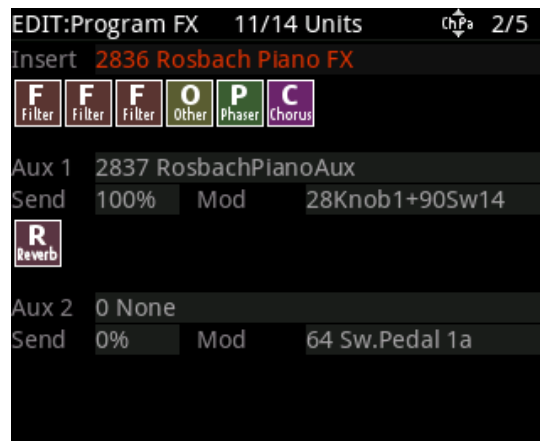 EDIT:Program FX 11/14 Units ChPa 2/5
Insert 2836 Rosbach Piano FX
F F F O P C
Filter Filter Filter Other Phaser Chorus
Aux 1 2837 RosbachPianoAux
Send 100% Mod 28Knob1+90Sw14
R
Reverb
Aux 2 0 None
Send 0% Mod 64 Sw.Pedal 1a